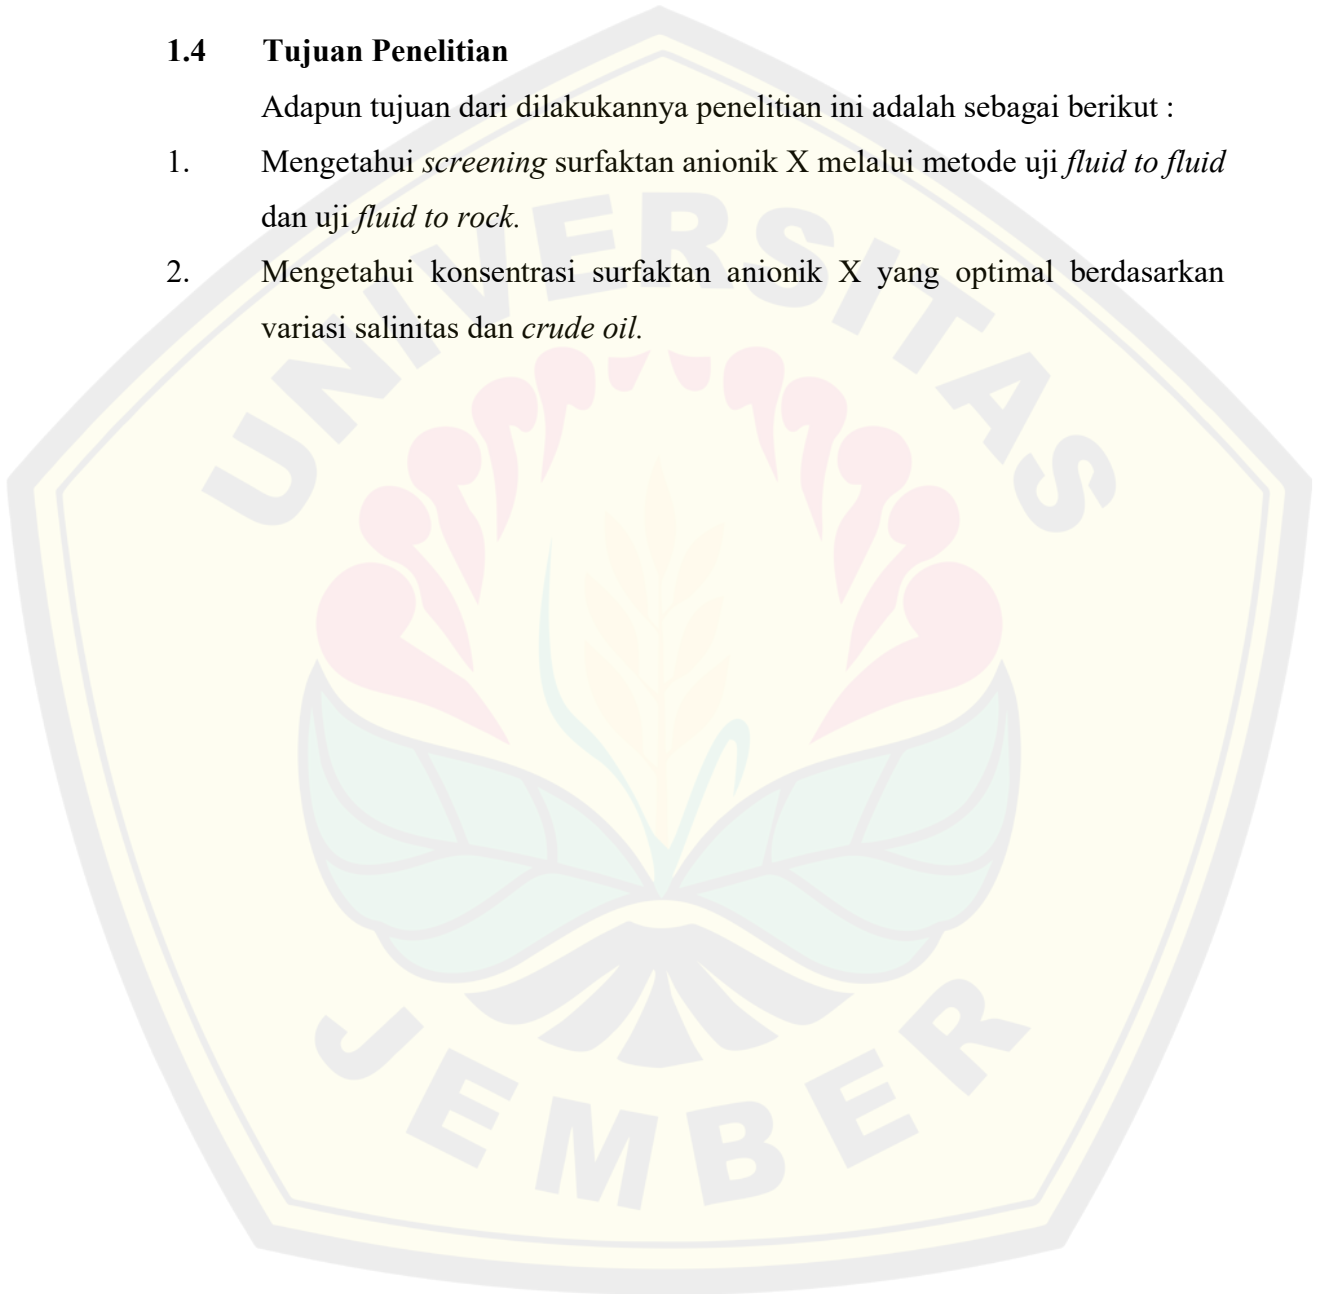 1.4 Tujuan Penelitian
Adapun tujuan dari dilakukannya penelitian ini adalah sebagai berikut :
1. Mengetahui screening surfaktan anionik X melalui metode uji fluid to fluid
dan uji fluid to rock.
2. Mengetahui konsentrasi surfaktan anionik X yang optimal berdasarkan
variasi salinitas dan crude oil.
UNIVERSITAS
JEMBER